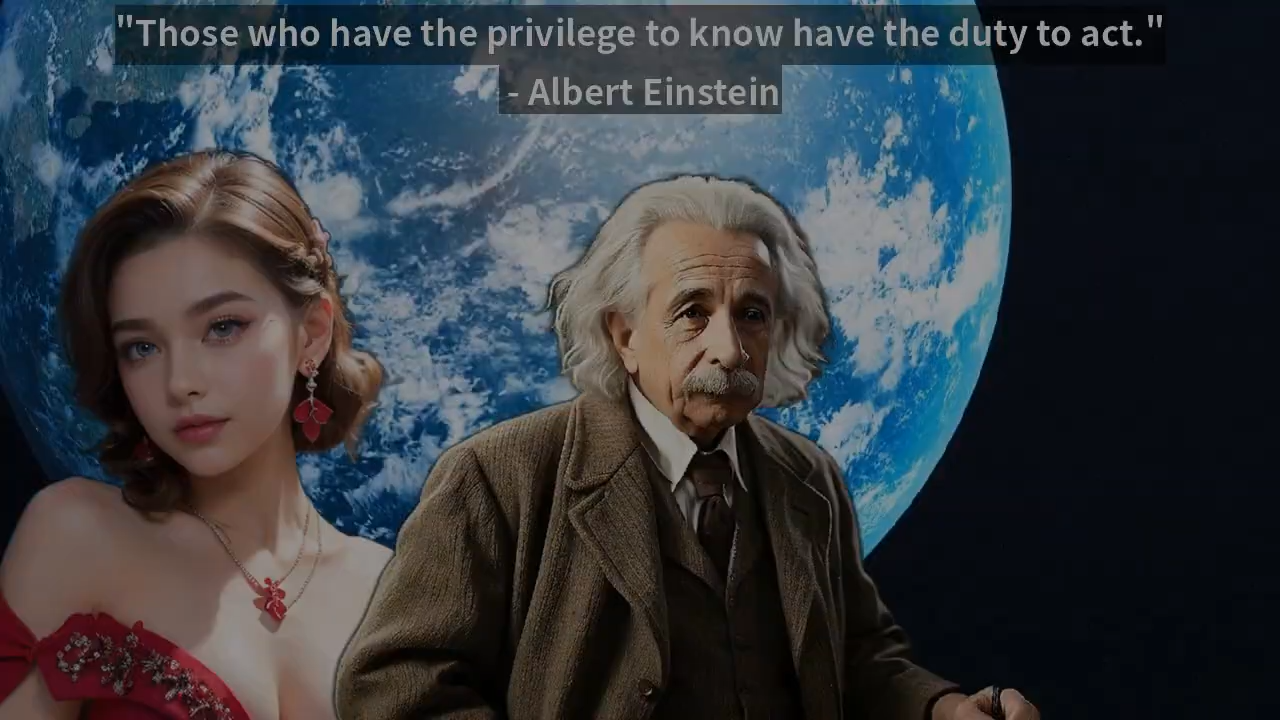 "Those who have the privilege to know have the duty to act."
- Albert Einstein